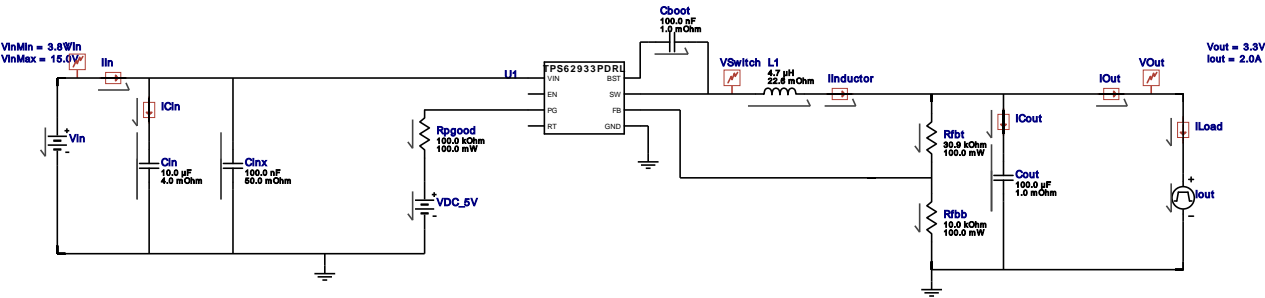 Cboot
100.0 nF
1.0 mOhm
VinMin = 3.8V
Vin
VinMax = 15.0V
Iin
U1
TPS62933PDRL
VIN
BST
EN
SW
PG
FB
RT
GND
VSwitch
L1
4.7 µH
22.6 mOhm
IInductor
IOut
VOut
Vout = 3.3V
Iout = 2.0A
ICin
Vin
+
-
Cin
10.0 µF
4.0 mOhm
Cinx
100.0 nF
50.0 mOhm
Rpgood
100.0 kOhm
100.0 mW
VDC_5V
+
-
Rfbt
30.9 kOhm
100.0 mW
ICout
Cout
100.0 µF
1.0 mOhm
Rfbb
10.0 kOhm
100.0 mW
ILoad
+
Iout
-